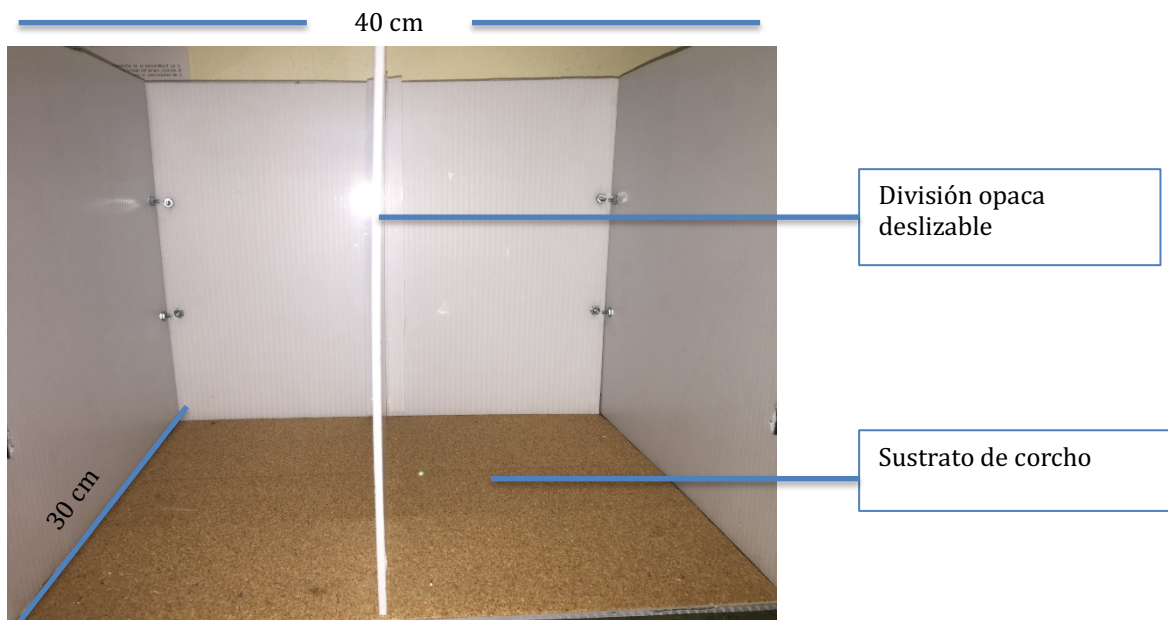 40 cm
División opaca
deslizable
Sustrato de corcho
30 cm